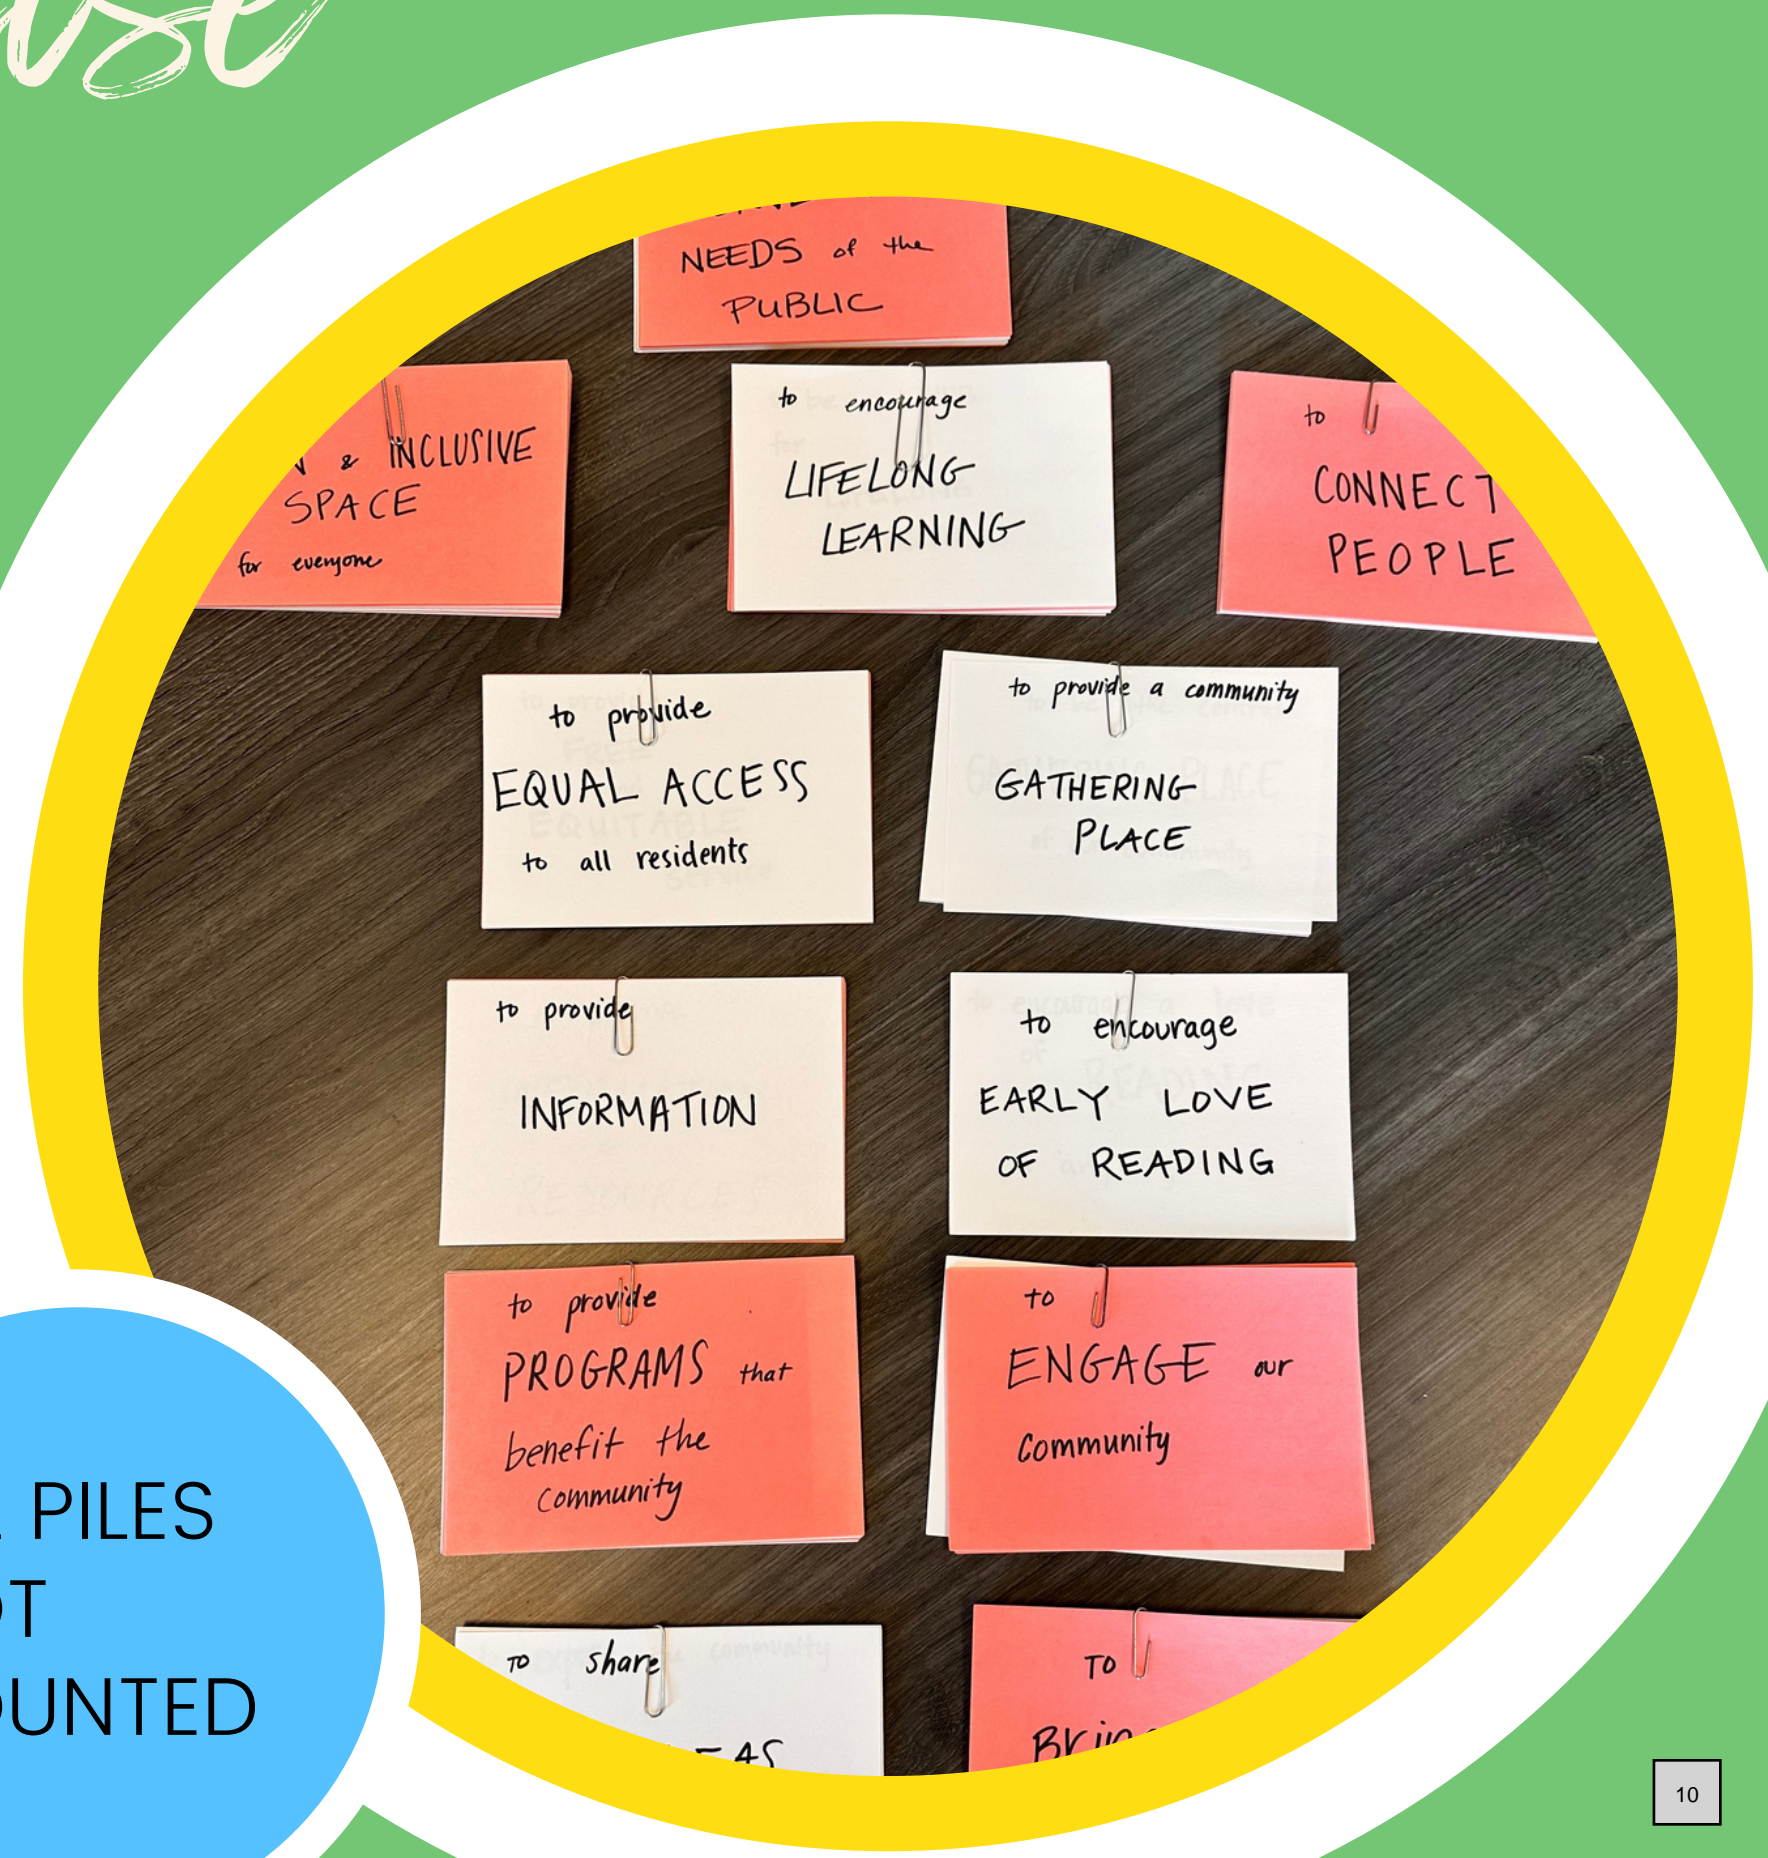 NEEDS of the
PUBLIC
& INCLUSIVE
SPACE
for everyone
to encourage
LIFELONG
LEARNING
to
CONNECT
PEOPLE
to provide
EQUAL ACCESS
to all residents
to provide a community
GATHERING
PLACE
to provide
INFORMATION
to encourage
EARLY LOVE
OF READING
to provide
PROGRAMS that
benefit the
community
to
ENGAGE our
community
PILES
TO share
TO
10